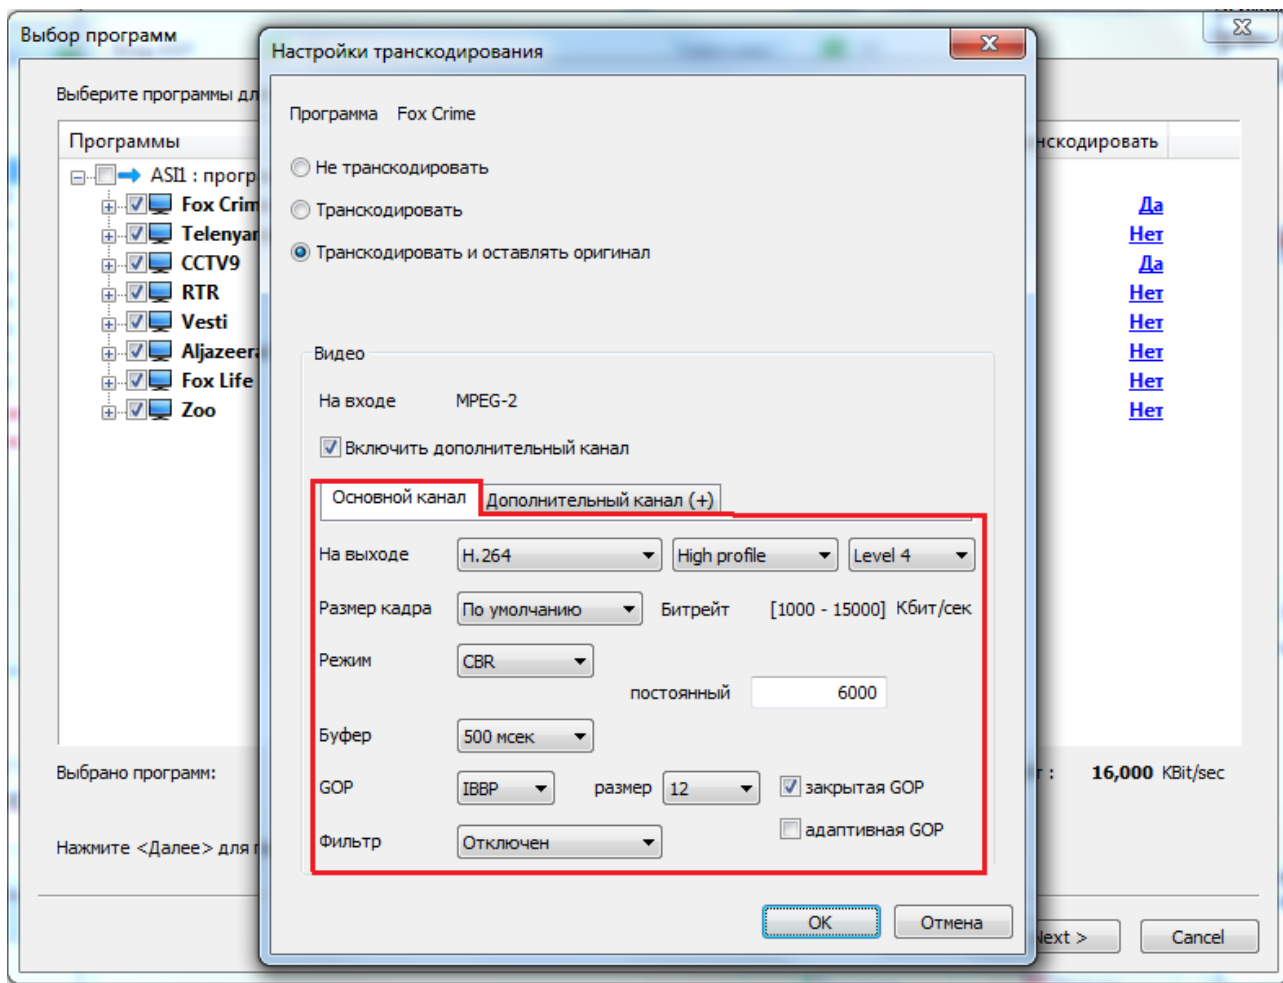 Выбор программ
Настройки транскодирования
Выберите программы дл
Программа Fox Crime
Программы
нскодировать
Не транскодировать
ASI1 : прогр
Fox Crim
Да
Транскодировать
Telenyar
Нет
Транскодировать и оставлять оригинал
CCTV9
Да
RTR
Нет
Vesti
Нет
Aljazeera
Нет
Видео
Fox Life
Нет
На входе MPEG-2
Zoo
Нет
Включить дополнительный канал
Основной канал Дополнительный канал (+)
На выходе H.264 High profile Level 4
Размер кадра По умолчанию Битрейт [1000 - 15000] Кбит/сек
Режим CBR
постоянный 6000
Буфер 500 мсек
Выбрано программ:
т : 16,000 KBit/sec
GOP IBBP размер 12 закрытая GOP
адаптивная GOP
Фильтр Отключен
Нажмите <Далее> для п
OK Отмена
Next > Cancel